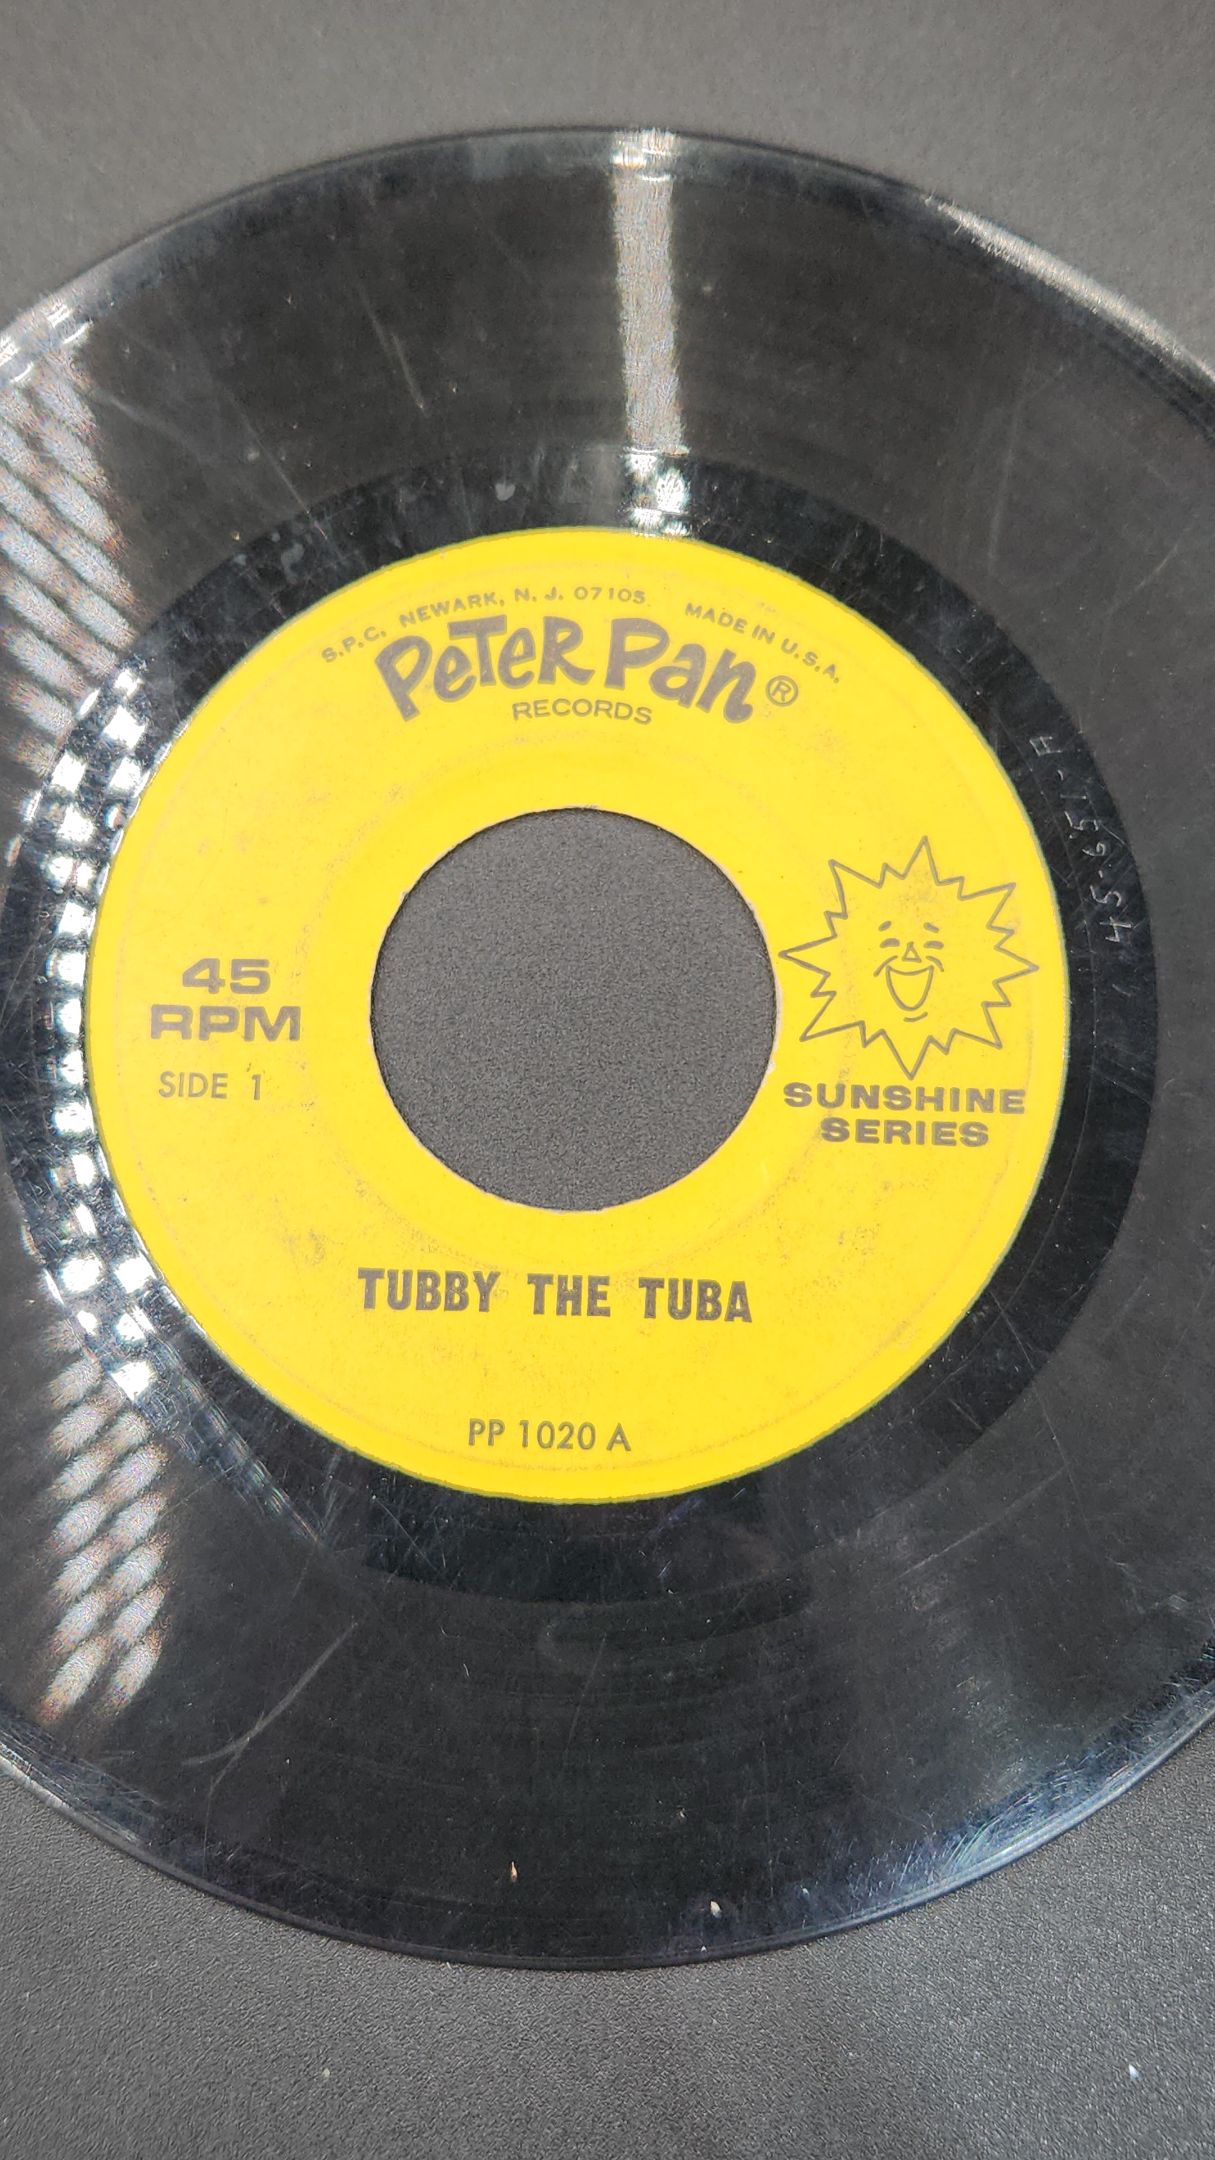 S.P.C. NEWARK, N. J. 07105 MADE IN U.S.A.
PETER PAN®
RECORDS
45
RPM
SIDE 1
SUNSHINE
SERIES
TUBBY THE TUBA
PP 1020 A